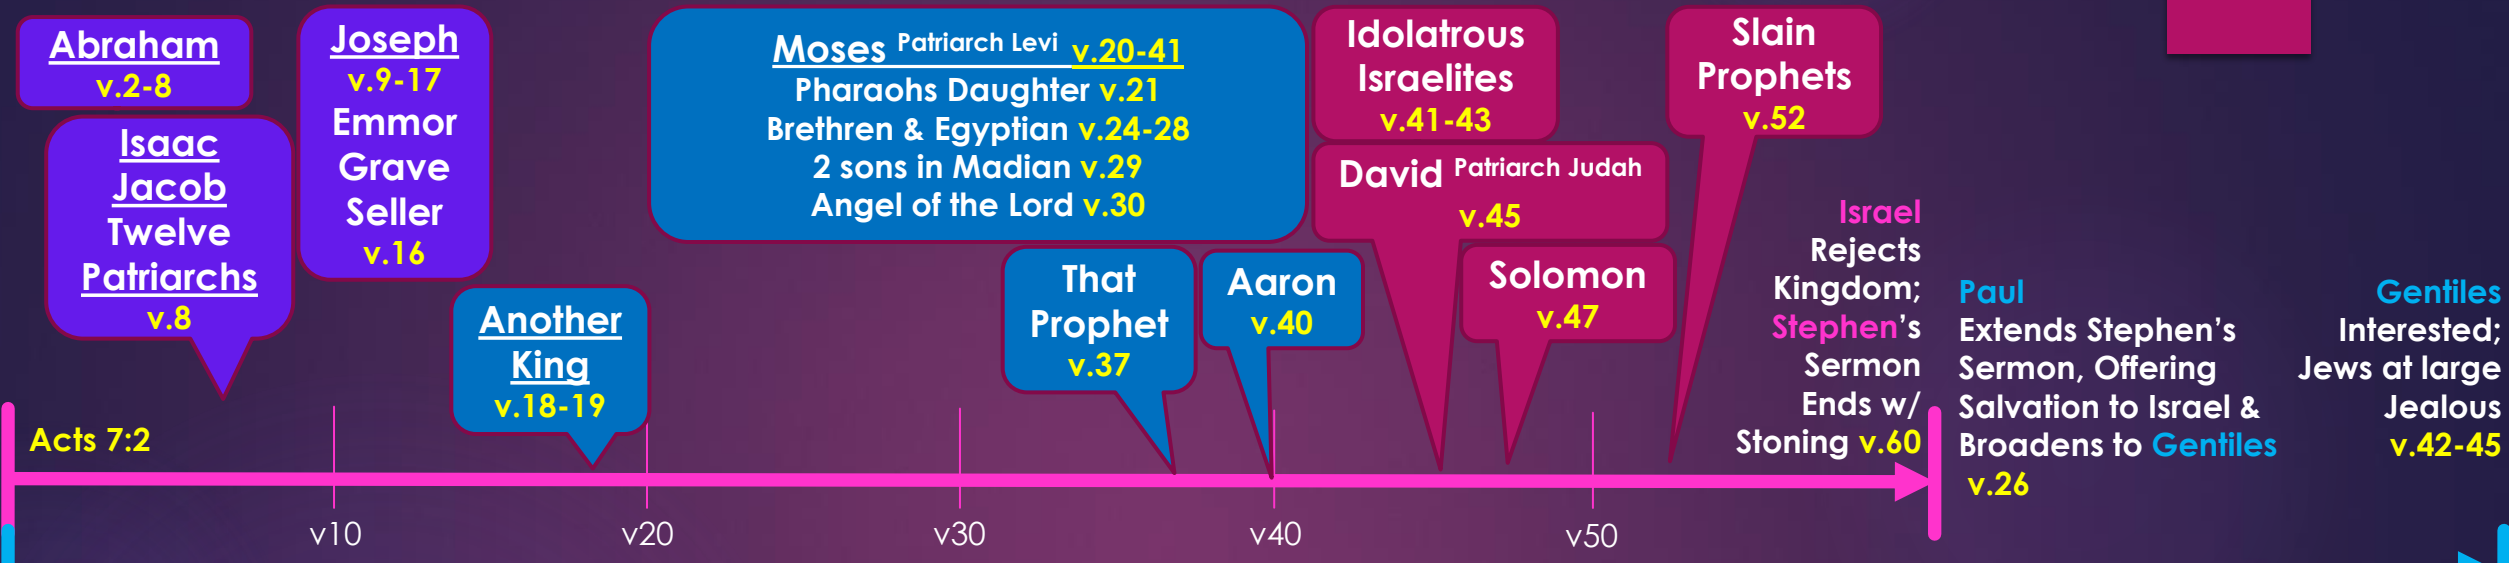 Abraham
v.2-8
Isaac
Jacob
Twelve
Patriarchs
v.8
Joseph
v.9-17
Emmor
Grave
Seller
v.16
Another
King
v.18-19
Moses Patriarch Levi v.20-41
Pharaohs Daughter v.21
Brethren & Egyptian v.24-28
2 sons in Madian v.29
Angel of the Lord v.30
That
Prophet
v.37
Aaron
v.40
Idolatrous
Israelites
v.41-43
David Patriarch Judah
v.45
Solomon
v.47
Slain
Prophets
v.52
Israel
Rejects
Kingdom;
Stephen's
Sermon
Ends w/
Stoning v.60
Paul
Extends Stephen's
Sermon, Offering
Salvation to Israel &
Broadens to Gentiles
v.26
Gentiles
Interested;
Jews at large
Jealous
v.42-45
Acts 7:2
v10
v20
v30
v40
v50